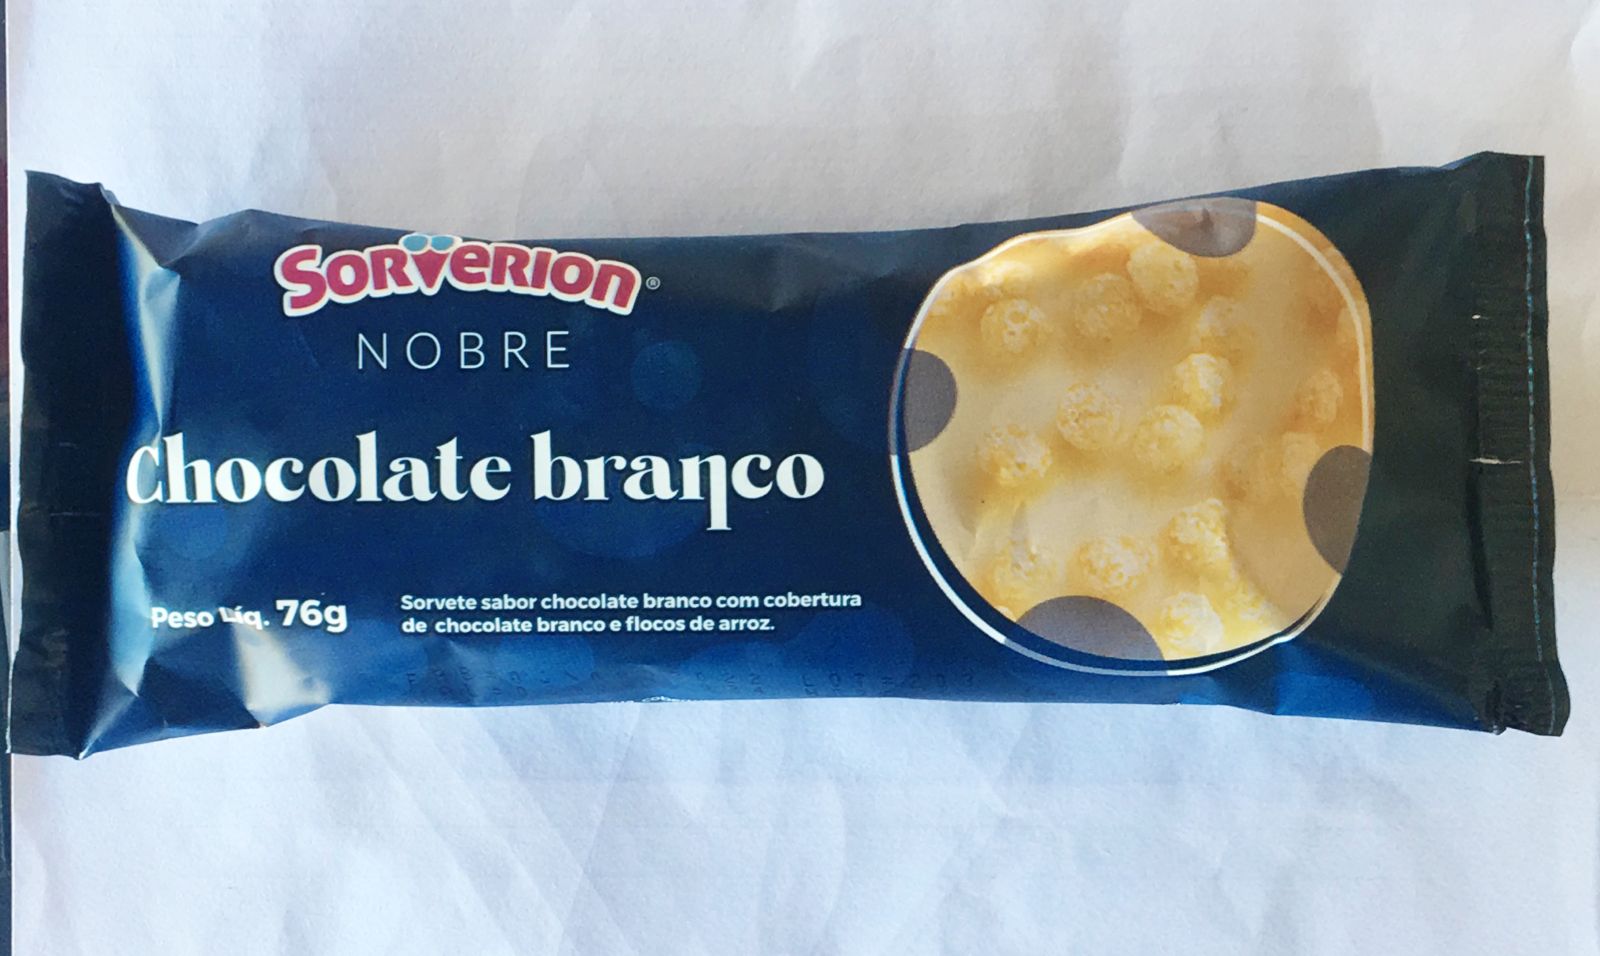 SORVERION®
NOBRE
Chocolate branco
Peso Líq. 76g
Sorvete sabor chocolate branco com cobertura
de chocolate branco e flocos de arroz.